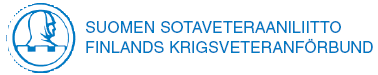 SUOMEN SOTAVETERAANILIITTO
FINLANDS KRIGSVETERANFÖRBUND